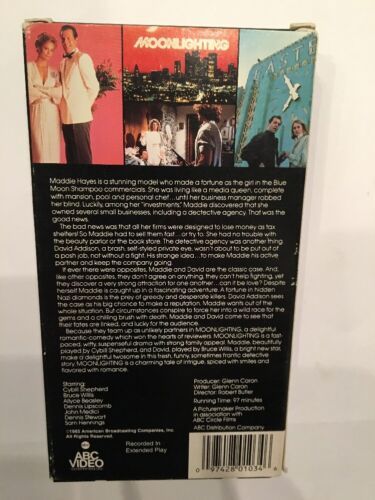 MOONLIGHTING
Maddie Hayes is a stunning model who made a fortune as the girl in the Blue
Moon Shampoo commercials. She was living like a media queen, complete
with mansion, pool and personal chef...until her business manager robbed
her blind. Luckily, among her "investments", Maddie discovered that she
owned several small businesses, including a dectective agency. That was the
good news.
The bad news was that all her firms were designed to lose money as tax
shelters! So Maddie had to sell them fast . . . or try to. She had no trouble with
the beauty parlor or the book store. The detective agency was another thing
David Addison, a brash, self-styled private eye, wasn't about to be put out of
a posh job, not without a fight. His strange idea...to make Maddie his active
partner and keep the company going.
If ever there were opposites, Maddie and David are the classic case. And,
like other opposites, they don't agree on anything, they can't help fighting, yet
they discover a very strong attraction for one another...can it be love? Despite
herself Maddie is caught up in a fascinating adventure. A fortune in hidden
Nazi diamonds is the prey of greedy and desperate killers. David Addison sees
the case as his big chance to make a reputation. Maddie wants out of the
whole situation. But circumstances conspire to force her into a wild race for the
gems and a chilling brush with death. Maddie and David come to see that
their fates are linked, and lucky for the audience.
Because they team up as unlikely partners in MOONLIGHTING, a delightful
romantic-comedy which won the hearts of reviewers. MOONLIGHTING is a fast-
paced, witty, suspenseful drama with strong family appeal. Maddie, beautifully
played by Cybill Shepherd, and David, played by Bruce Willis, a bright new star,
make a delightful twosome in this fresh, funny, sometimes frantic detective
story MOONLIGHTING is a charming tale of intrigue, spiced with smiles and
flavored with romance.
Starring:
Cybill Shepherd
Bruce Willis
Allyce Beasley
Dennis Lipscomb
John Medici
Dennis Stewart
Sam Hennings
Producer: Glenn Caron
Writer: Glenn Caron
Director: Robert Butler
Running Time: 97 minutes
A Picturemaker Production
in association with
ABC Circle Films
ABC Distribution Company
©1985 American Broadcasting Companies, Inc.
All Rights Reserved.
abc
ABC
VIDEO
ENTERPRISES, INC.
Recorded In
Extended Play
0 97428 01034 6